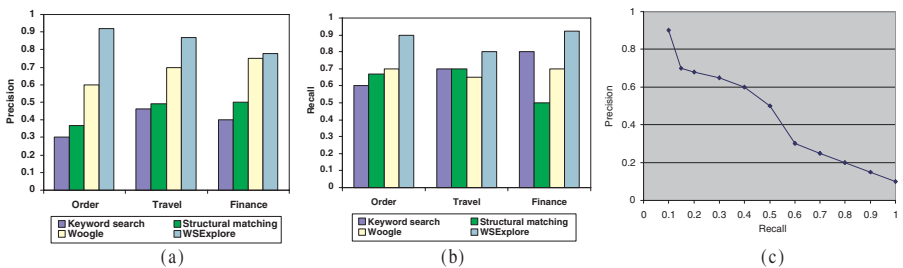 1
0.9
0.8
0.7
0.6
0.5
0.4
0.3
0.2
0.1
0
Precision
Order Travel Finance
Keyword search Structural matching
Woogle WSExplore
(a)
1
0.9
0.8
0.7
0.6
0.5
0.4
0.3
0.2
0.1
0
Recall
Order Travel Finance
Keyword search Structural matching
Woogle WSExplore
(b)
1
0.8
0.6
0.4
0.2
0
Precision
0 0.1 0.2 0.3 0.4 0.5 0.6 0.7 0.8 0.9 1
Recall
(c)